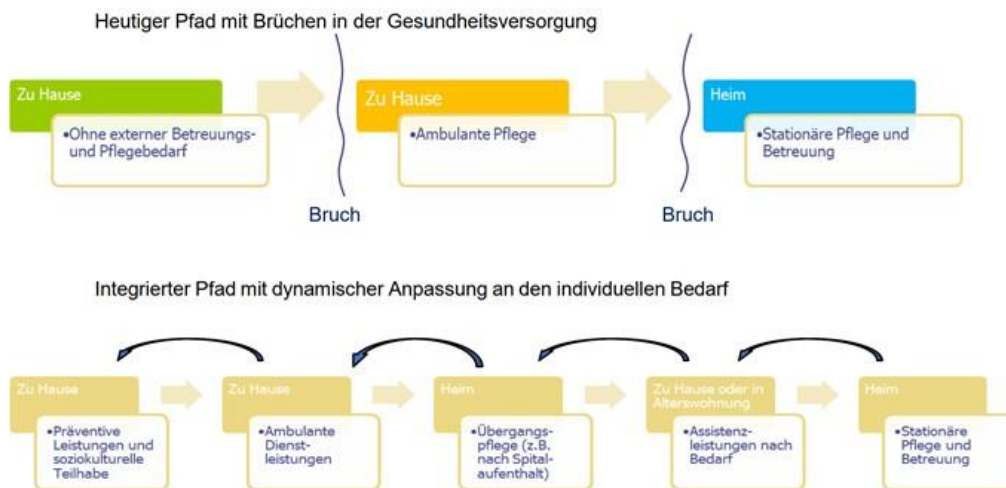 Heutiger Pfad mit Brüchen in der Gesundheitsversorgung
Zu Hause
•Ohne externer Betreuungs-
und Pflegebedarf
Bruch
Zu Hause
•Ambulante Pflege
Bruch
Heim
•Stationäre Pflege und
Betreuung
Integrierter Pfad mit dynamischer Anpassung an den individuellen Bedarf
Zu Hause
•Präventive
Leistungen und
soziokulturelle
Teilhabe
Zu Hause
•Ambulante
Dienst-
leistungen
Heim
•Übergangs-
pflege (z.B.
nach Spital-
aufenthalt)
Zu Hause oder in
Alterswohnung
•Assistenz-
leistungen nach
Bedarf
Heim
•Stationäre
Pflege und
Betreuung